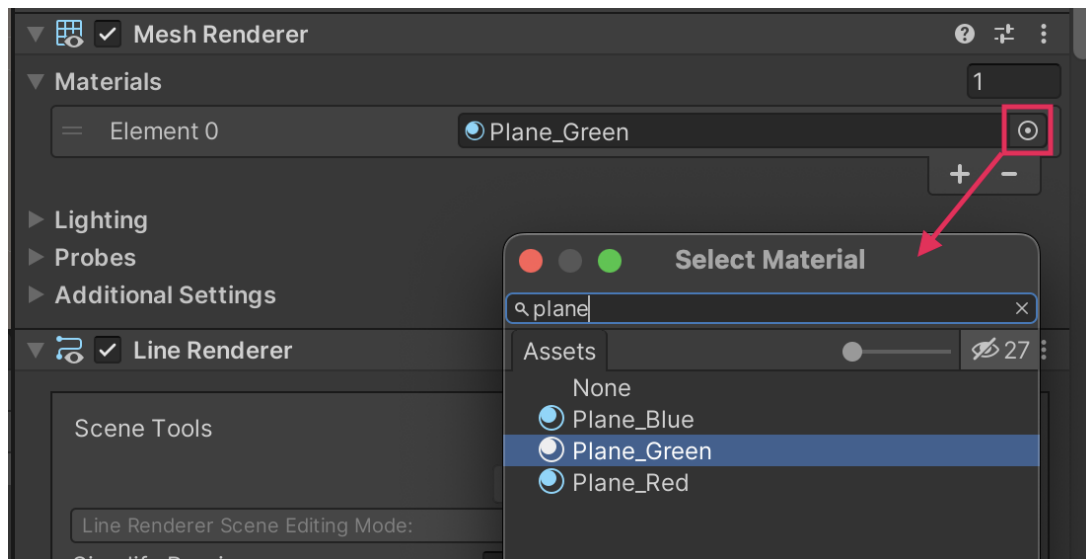 Mesh Renderer
Materials
1
Element 0
Plane_Green
Lighting
Probes
Additional Settings
Select Material
plane
Assets
27
None
Plane_Blue
Plane_Green
Plane_Red
Line Renderer
Scene Tools
Line Renderer Scene Editing Mode: